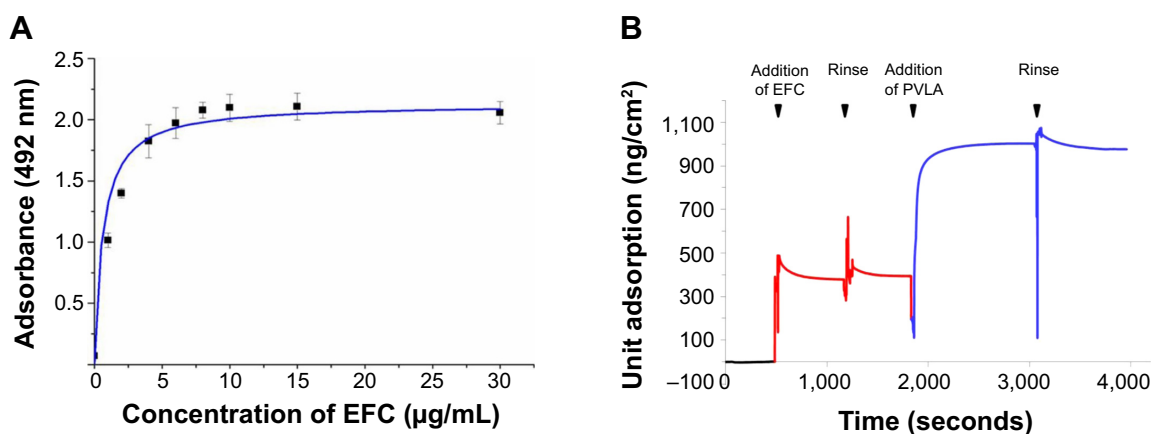 A
Adsorbance (492 nm)
2.5
2.0
1.5
1.0
0.5
0
5
10
15
20
25
30
Concentration of EFC (µg/mL)
B
Addition
of EFC
Rinse
Addition
of PVLA
Rinse
Unit adsorption (ng/cm²)
1,100
900
700
500
300
100
–100
0
1,000
2,000
3,000
4,000
Time (seconds)